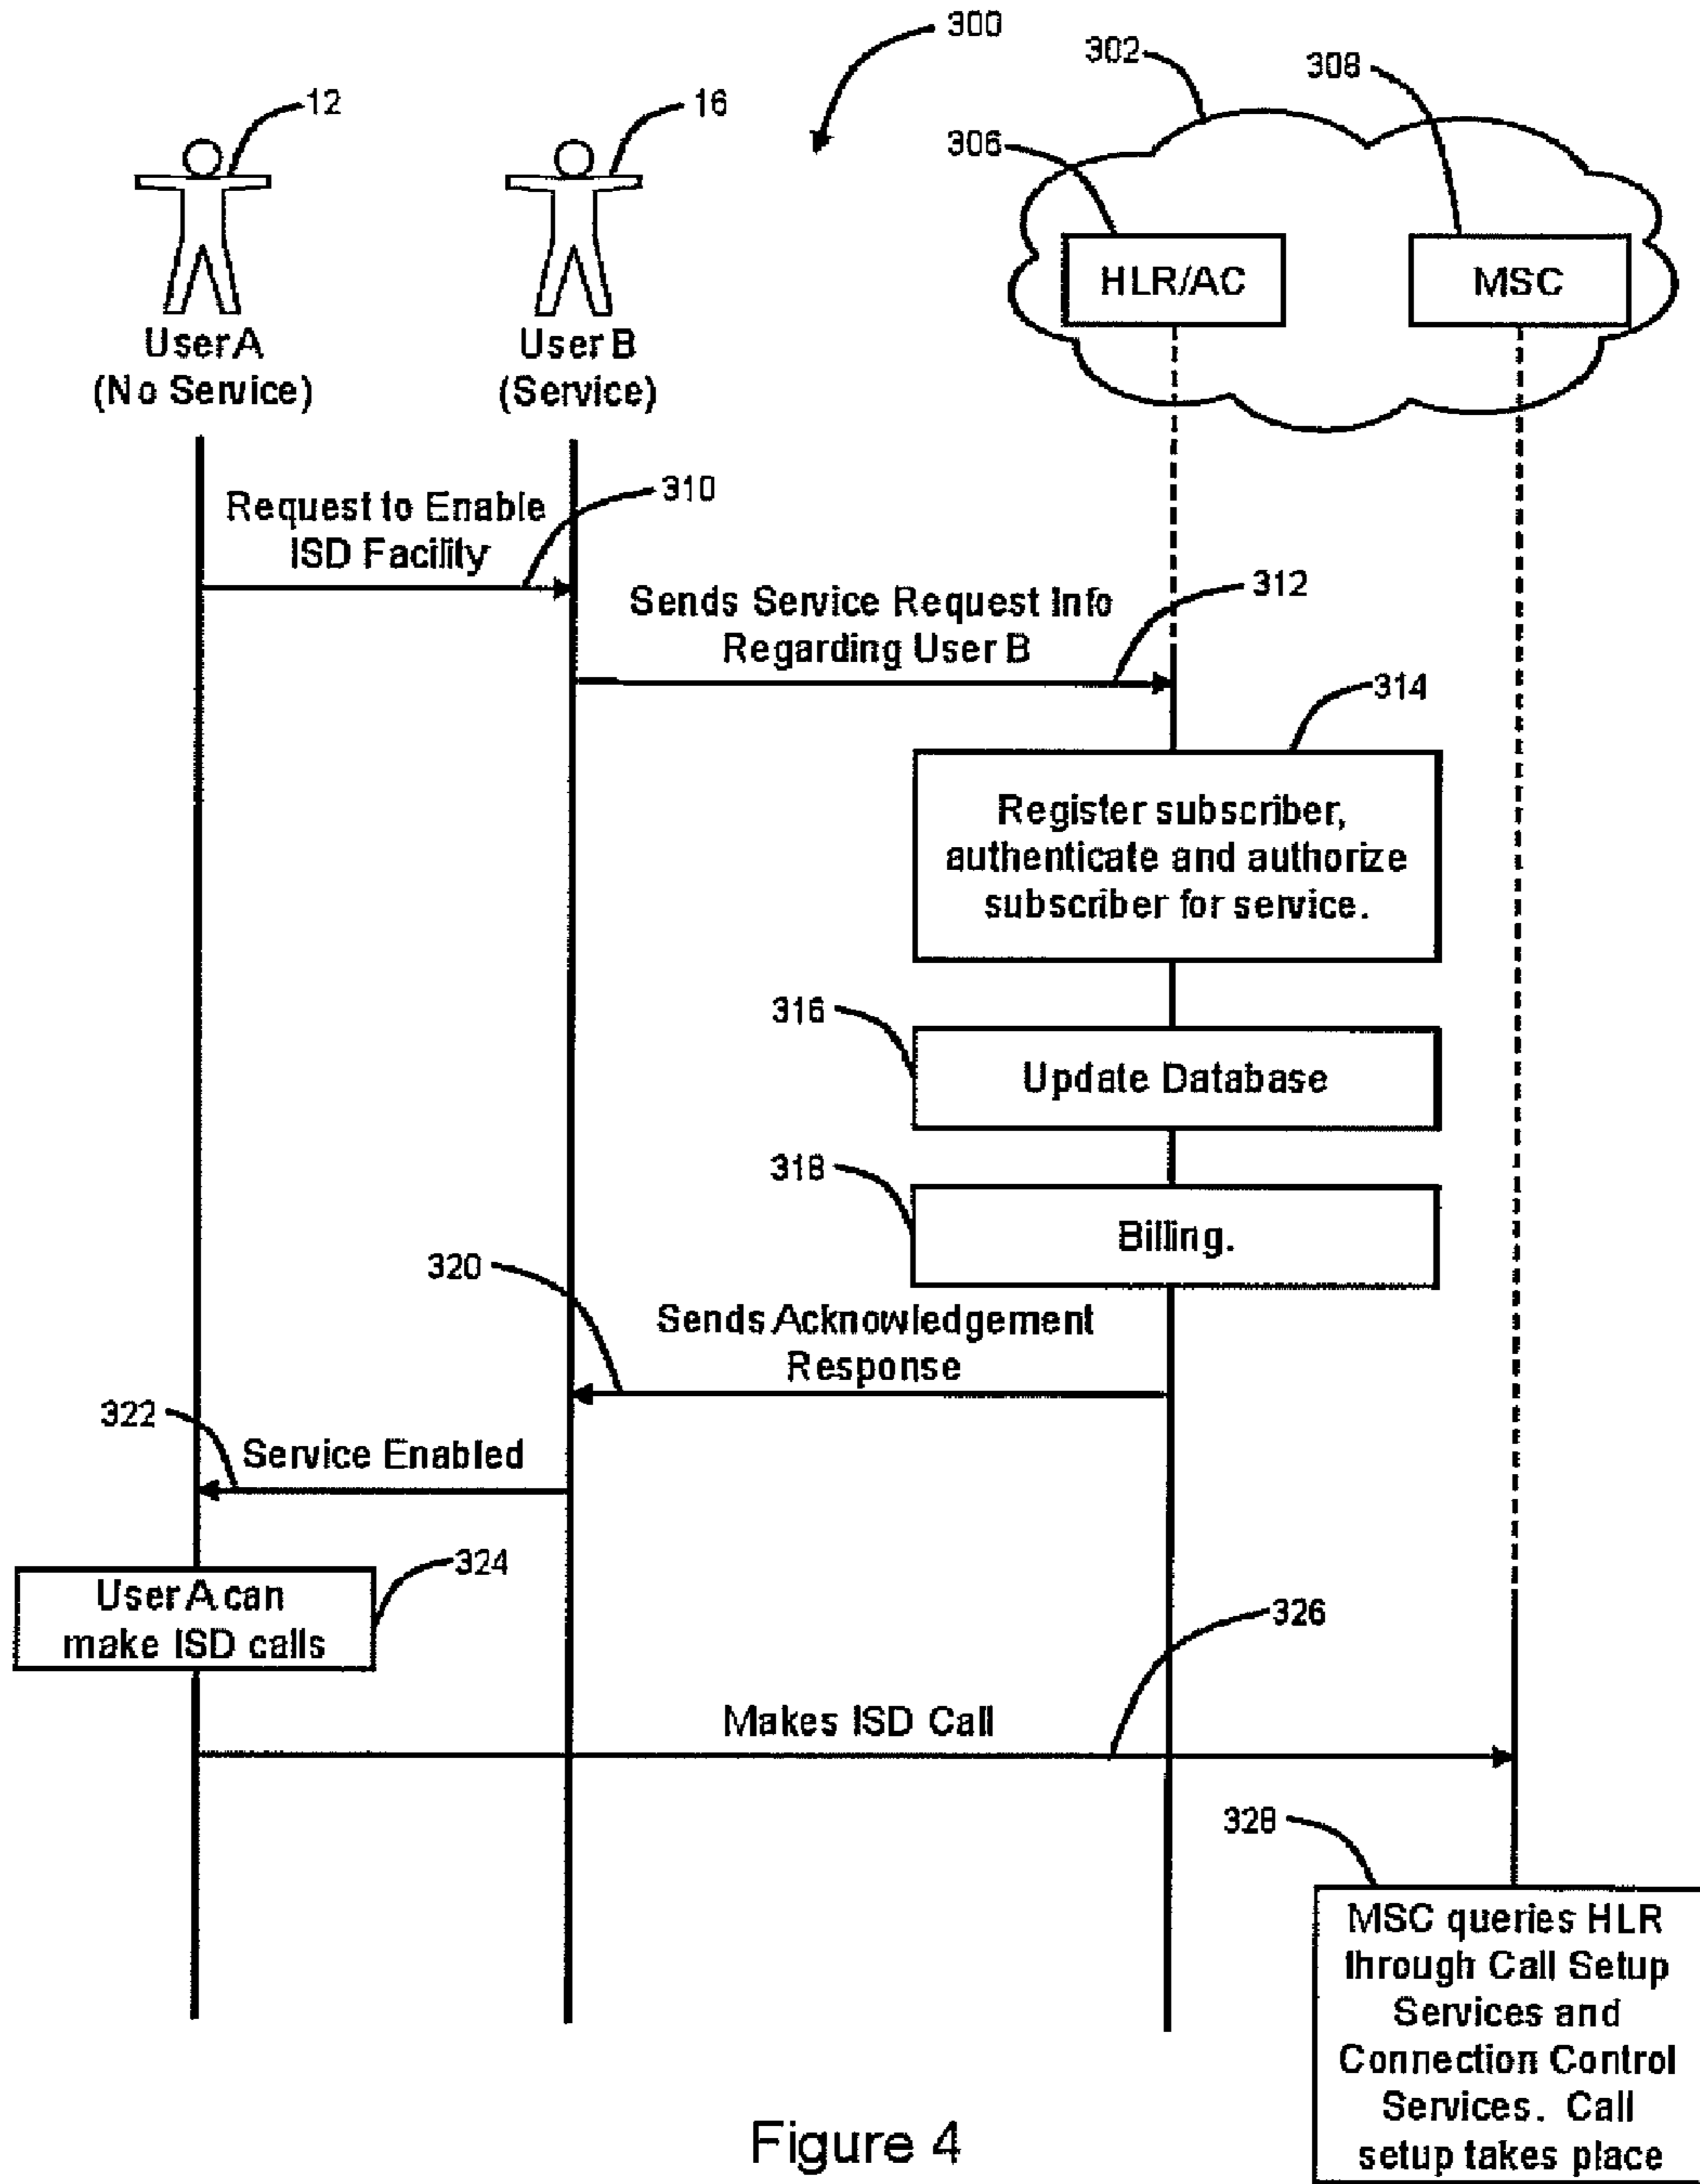 300
302
308
12
16
306
HLR/AC
MSC
User A
(No Service)
User B
(Service)
Request to Enable
ISD Facility
310
Sends Service Request Info
Regarding User B
312
314
Register subscriber,
authenticate and authorize
subscriber for service.
316
Update Database
318
Billing.
320
Sends Acknowledgement
Response
322
Service Enabled
324
User A can
make ISD calls
326
Makes ISD Call
328
MSC queries HLR
through Call Setup
Services and
Connection Control
Services. Call
setup takes place
Figure 4